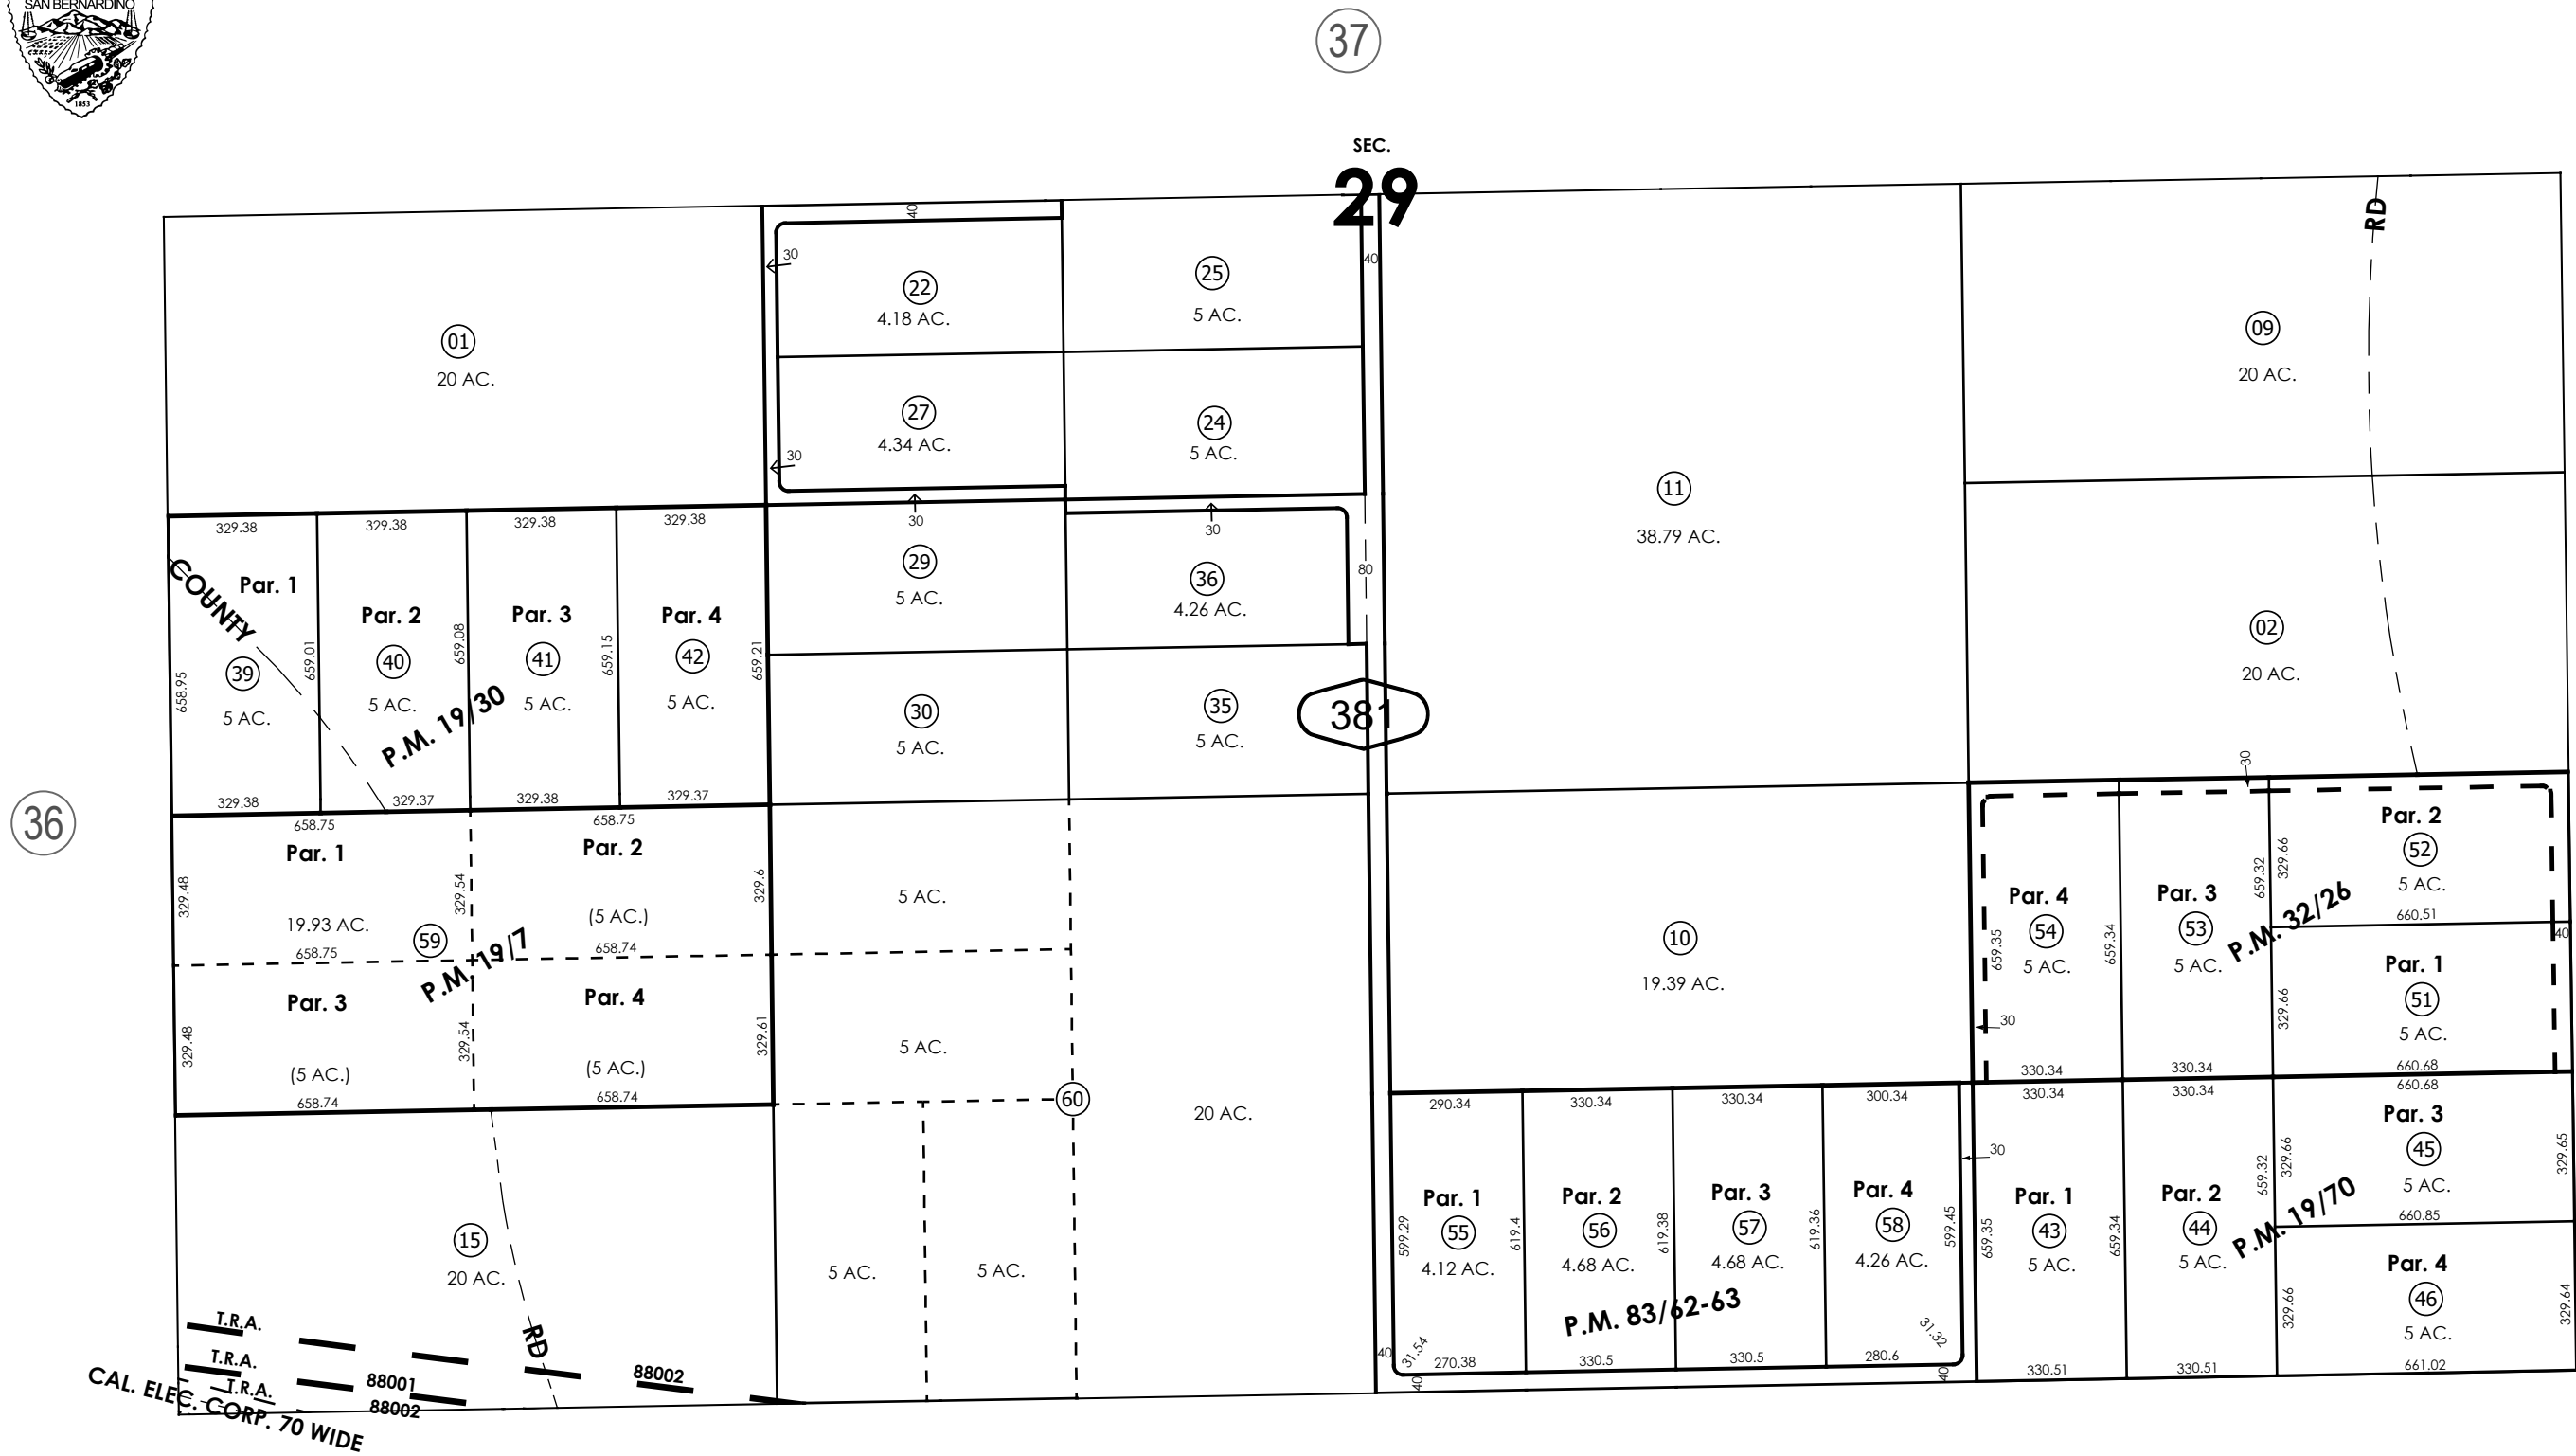 SAN BERNARDINO
1853
37
SEC.
29
36
381
40
30
22
4.18 AC.
25
5 AC.
40
RD
01
20 AC.
09
20 AC.
27
4.34 AC.
24
5 AC.
30
11
38.79 AC.
329.38
329.38
329.38
329.38
30
30
COUNTY
Par. 1
39
5 AC.
658.95
659.01
Par. 2
40
5 AC.
659.08
Par. 3
41
5 AC.
659.15
Par. 4
42
5 AC.
659.21
P.M. 19/30
29
5 AC.
36
4.26 AC.
80
02
20 AC.
30
5 AC.
35
5 AC.
30
329.38
329.37
329.38
329.37
658.75
658.75
Par. 1
19.93 AC.
658.75
329.48
329.54
Par. 2
(5 AC.)
658.74
329.6
59
P.M. 19/7
Par. 3
(5 AC.)
658.74
329.48
329.54
Par. 4
(5 AC.)
658.74
329.61
5 AC.
5 AC.
60
20 AC.
5 AC.
5 AC.
10
19.39 AC.
Par. 4
54
5 AC.
659.35
659.34
Par. 3
53
5 AC.
659.32
329.66
Par. 2
52
5 AC.
660.51
P.M. 32/26
40
Par. 1
51
5 AC.
329.66
30
330.34
330.34
660.68
290.34
330.34
330.34
300.34
330.34
330.34
660.68
30
Par. 1
55
4.12 AC.
599.29
619.4
Par. 2
56
4.68 AC.
619.38
Par. 3
57
4.68 AC.
619.36
Par. 4
58
4.26 AC.
599.45
P.M. 83/62-63
31.54
31.32
270.38
330.5
330.5
280.6
40
40
40
Par. 1
43
5 AC.
659.35
659.34
Par. 2
44
5 AC.
659.32
329.66
Par. 3
45
5 AC.
329.65
660.85
P.M. 19/70
Par. 4
46
5 AC.
329.66
329.64
330.51
330.51
661.02
15
20 AC.
RD
T.R.A.
T.R.A.
T.R.A.
88001
88002
88002
CAL. ELEC. CORP. 70 WIDE